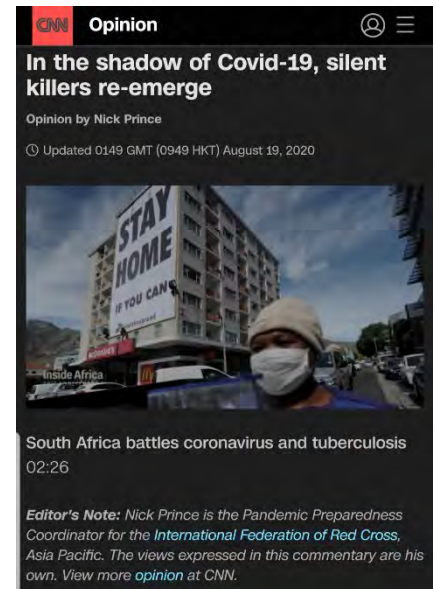 CNN Opinion
In the shadow of Covid-19, silent
killers re-emerge
Opinion by Nick Prince
Updated 0149 GMT (0949 HKT) August 19, 2020
STAY
HOME
IF YOU CAN
McDonald's
Inside Africa
South Africa battles coronavirus and tuberculosis
02:26
Editor's Note: Nick Prince is the Pandemic Preparedness
Coordinator for the International Federation of Red Cross,
Asia Pacific. The views expressed in this commentary are his
own. View more opinion at CNN.